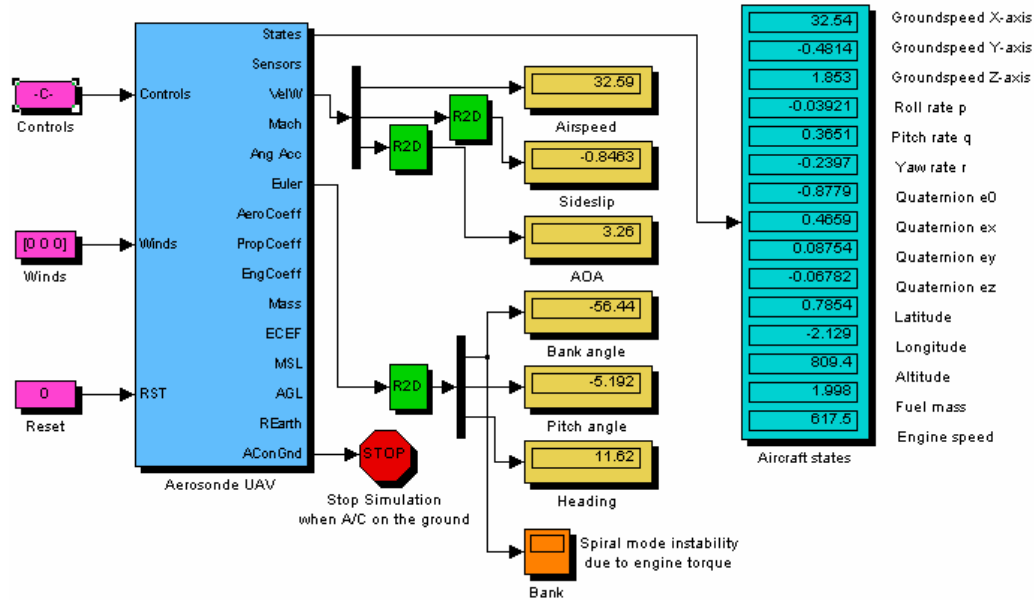 -C-
Controls
[0 0 0]
Winds
0
Reset
Controls
Winds
RST
States
Sensors
VelW
Mach
Ang Acc
Euler
AeroCoeff
PropCoeff
EngCoeff
Mass
ECEF
MSL
AGL
REarth
AConGnd
Aerosonde UAV
R2D
R2D
R2D
STOP
Stop Simulation
when A/C on the ground
32.59
Airspeed
-0.8463
Sideslip
3.26
AOA
-56.44
Bank angle
-5.192
Pitch angle
11.62
Heading
Bank
Spiral mode instability
due to engine torque
32.54
-0.4814
1.853
-0.03921
0.3651
-0.2397
-0.8779
0.4659
0.08754
-0.06782
0.7854
-2.129
809.4
1.998
617.5
Aircraft states
Groundspeed X-axis
Groundspeed Y-axis
Groundspeed Z-axis
Roll rate p
Pitch rate q
Yaw rate r
Quaternion e0
Quaternion ex
Quaternion ey
Quaternion ez
Latitude
Longitude
Altitude
Fuel mass
Engine speed